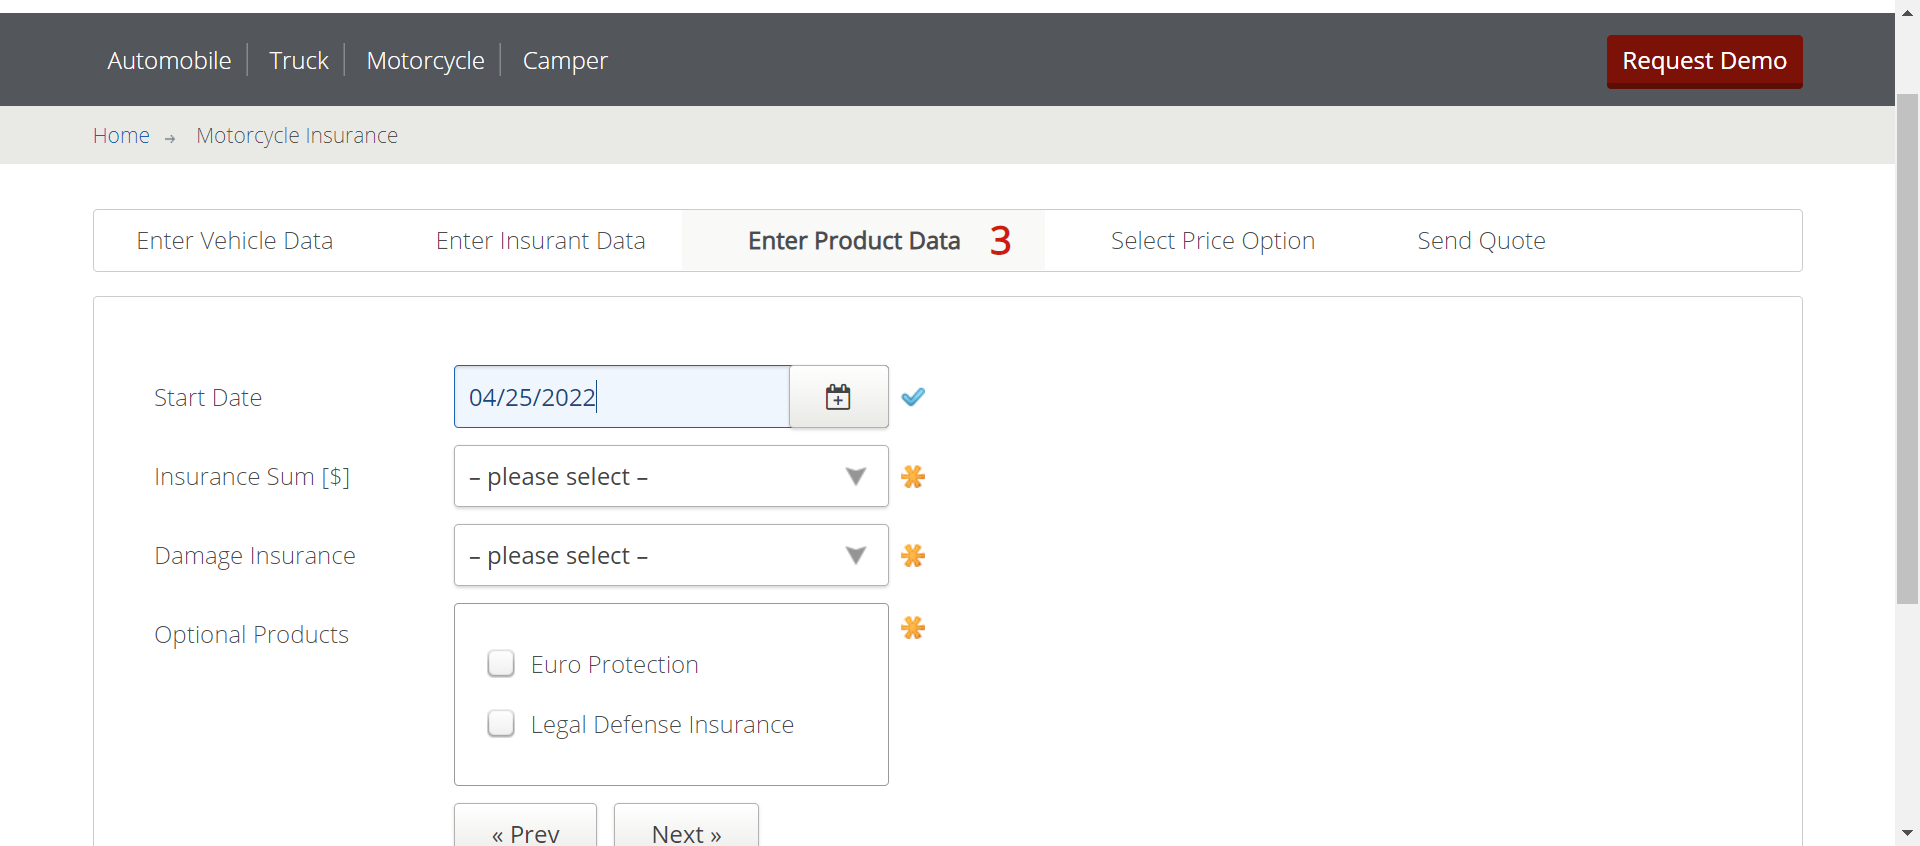 Automobile Truck Motorcycle Camper Request Demo
Home → Motorcycle Insurance
Enter Vehicle Data Enter Insurant Data Enter Product Data 3 Select Price Option Send Quote
Start Date 04/25/2022
Insurance Sum [$] – please select –
Damage Insurance – please select –
Optional Products
Euro Protection
Legal Defense Insurance
« Prev Next »